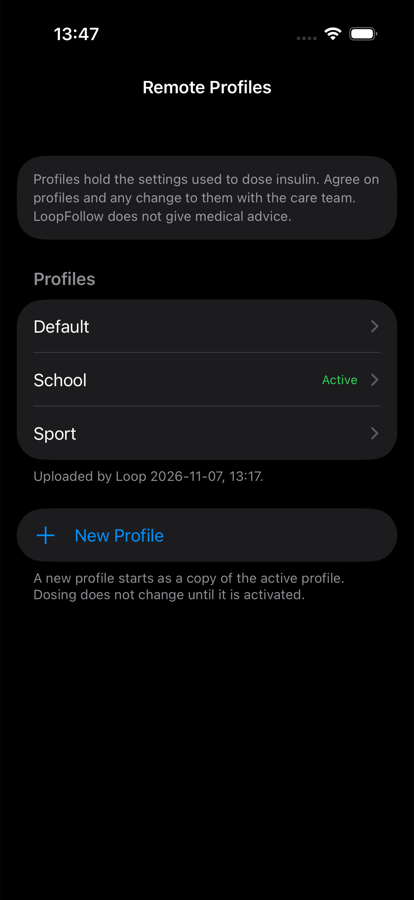 13:47
Remote Profiles
Profiles hold the settings used to dose insulin. Agree on
profiles and any change to them with the care team.
LoopFollow does not give medical advice.
Profiles
Default
School Active
Sport
Uploaded by Loop 2026-11-07, 13:17.
New Profile
A new profile starts as a copy of the active profile.
Dosing does not change until it is activated.